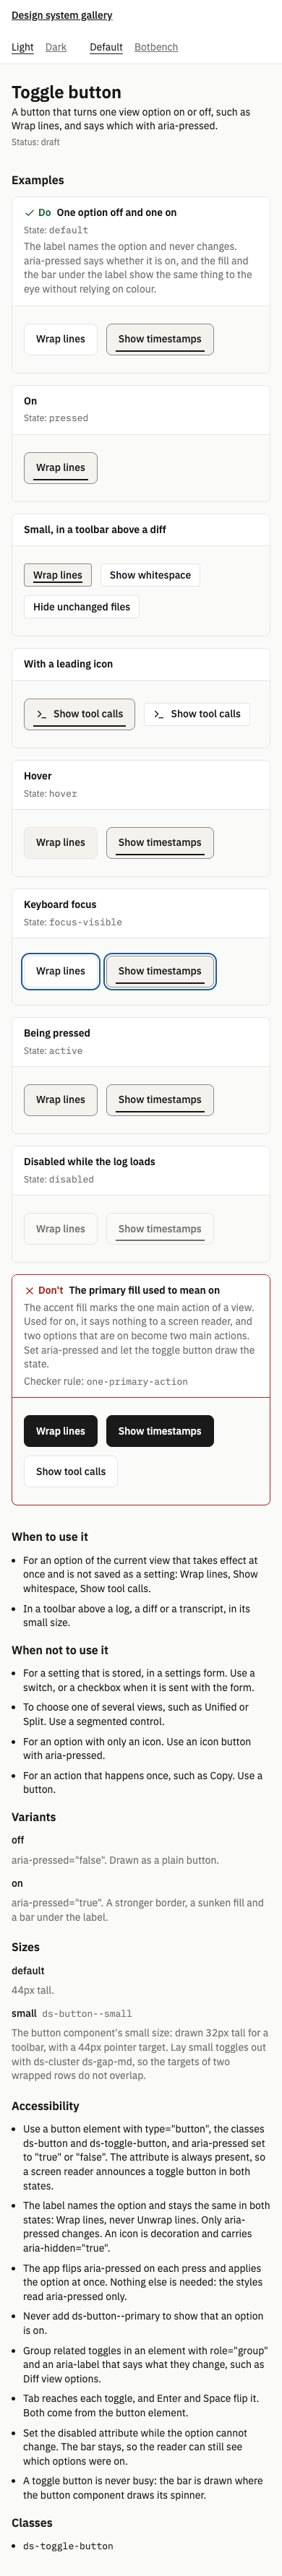 Design system gallery
Light Dark Default Botbench
Toggle button
A button that turns one view option on or off, such as
Wrap lines, and says which with aria-pressed.
Status: draft
Examples
Do One option off and one on
State: default
The label names the option and never changes.
aria-pressed says whether it is on, and the fill and
the bar under the label show the same thing to the
eye without relying on colour.
Wrap lines Show timestamps
On
State: pressed
Wrap lines
Small, in a toolbar above a diff
Wrap lines Show whitespace
Hide unchanged files
With a leading icon
Show tool calls Show tool calls
Hover
State: hover
Wrap lines Show timestamps
Keyboard focus
State: focus-visible
Wrap lines Show timestamps
Being pressed
State: active
Wrap lines Show timestamps
Disabled while the log loads
State: disabled
Wrap lines Show timestamps
Don't The primary fill used to mean on
The accent fill marks the one main action of a view.
Used for on, it says nothing to a screen reader, and
two options that are on become two main actions.
Set aria-pressed and let the toggle button draw the
state.
Checker rule: one-primary-action
Wrap lines Show timestamps
Show tool calls
When to use it
• For an option of the current view that takes effect at
once and is not saved as a setting: Wrap lines, Show
whitespace, Show tool calls.
• In a toolbar above a log, a diff or a transcript, in its
small size.
When not to use it
• For a setting that is stored, in a settings form. Use a
switch, or a checkbox when it is sent with the form.
• To choose one of several views, such as Unified or
Split. Use a segmented control.
• For an option with only an icon. Use an icon button
with aria-pressed.
• For an action that happens once, such as Copy. Use a
button.
Variants
off
aria-pressed="false". Drawn as a plain button.
on
aria-pressed="true". A stronger border, a sunken fill and
a bar under the label.
Sizes
default
44px tall.
small ds-button--small
The button component's small size: drawn 32px tall for a
toolbar, with a 44px pointer target. Lay small toggles out
with ds-cluster ds-gap-md, so the targets of two
wrapped rows do not overlap.
Accessibility
• Use a button element with type="button", the classes
ds-button and ds-toggle-button, and aria-pressed set
to "true" or "false". The attribute is always present, so
a screen reader announces a toggle button in both
states.
• The label names the option and stays the same in both
states: Wrap lines, never Unwrap lines. Only aria-
pressed changes. An icon is decoration and carries
aria-hidden="true".
• The app flips aria-pressed on each press and applies
the option at once. Nothing else is needed: the styles
read aria-pressed only.
• Never add ds-button--primary to show that an option
is on.
• Group related toggles in an element with role="group"
and an aria-label that says what they change, such as
Diff view options.
• Tab reaches each toggle, and Enter and Space flip it.
Both come from the button element.
• Set the disabled attribute while the option cannot
change. The bar stays, so the reader can still see
which options were on.
• A toggle button is never busy: the bar is drawn where
the button component draws its spinner.
Classes
• ds-toggle-button